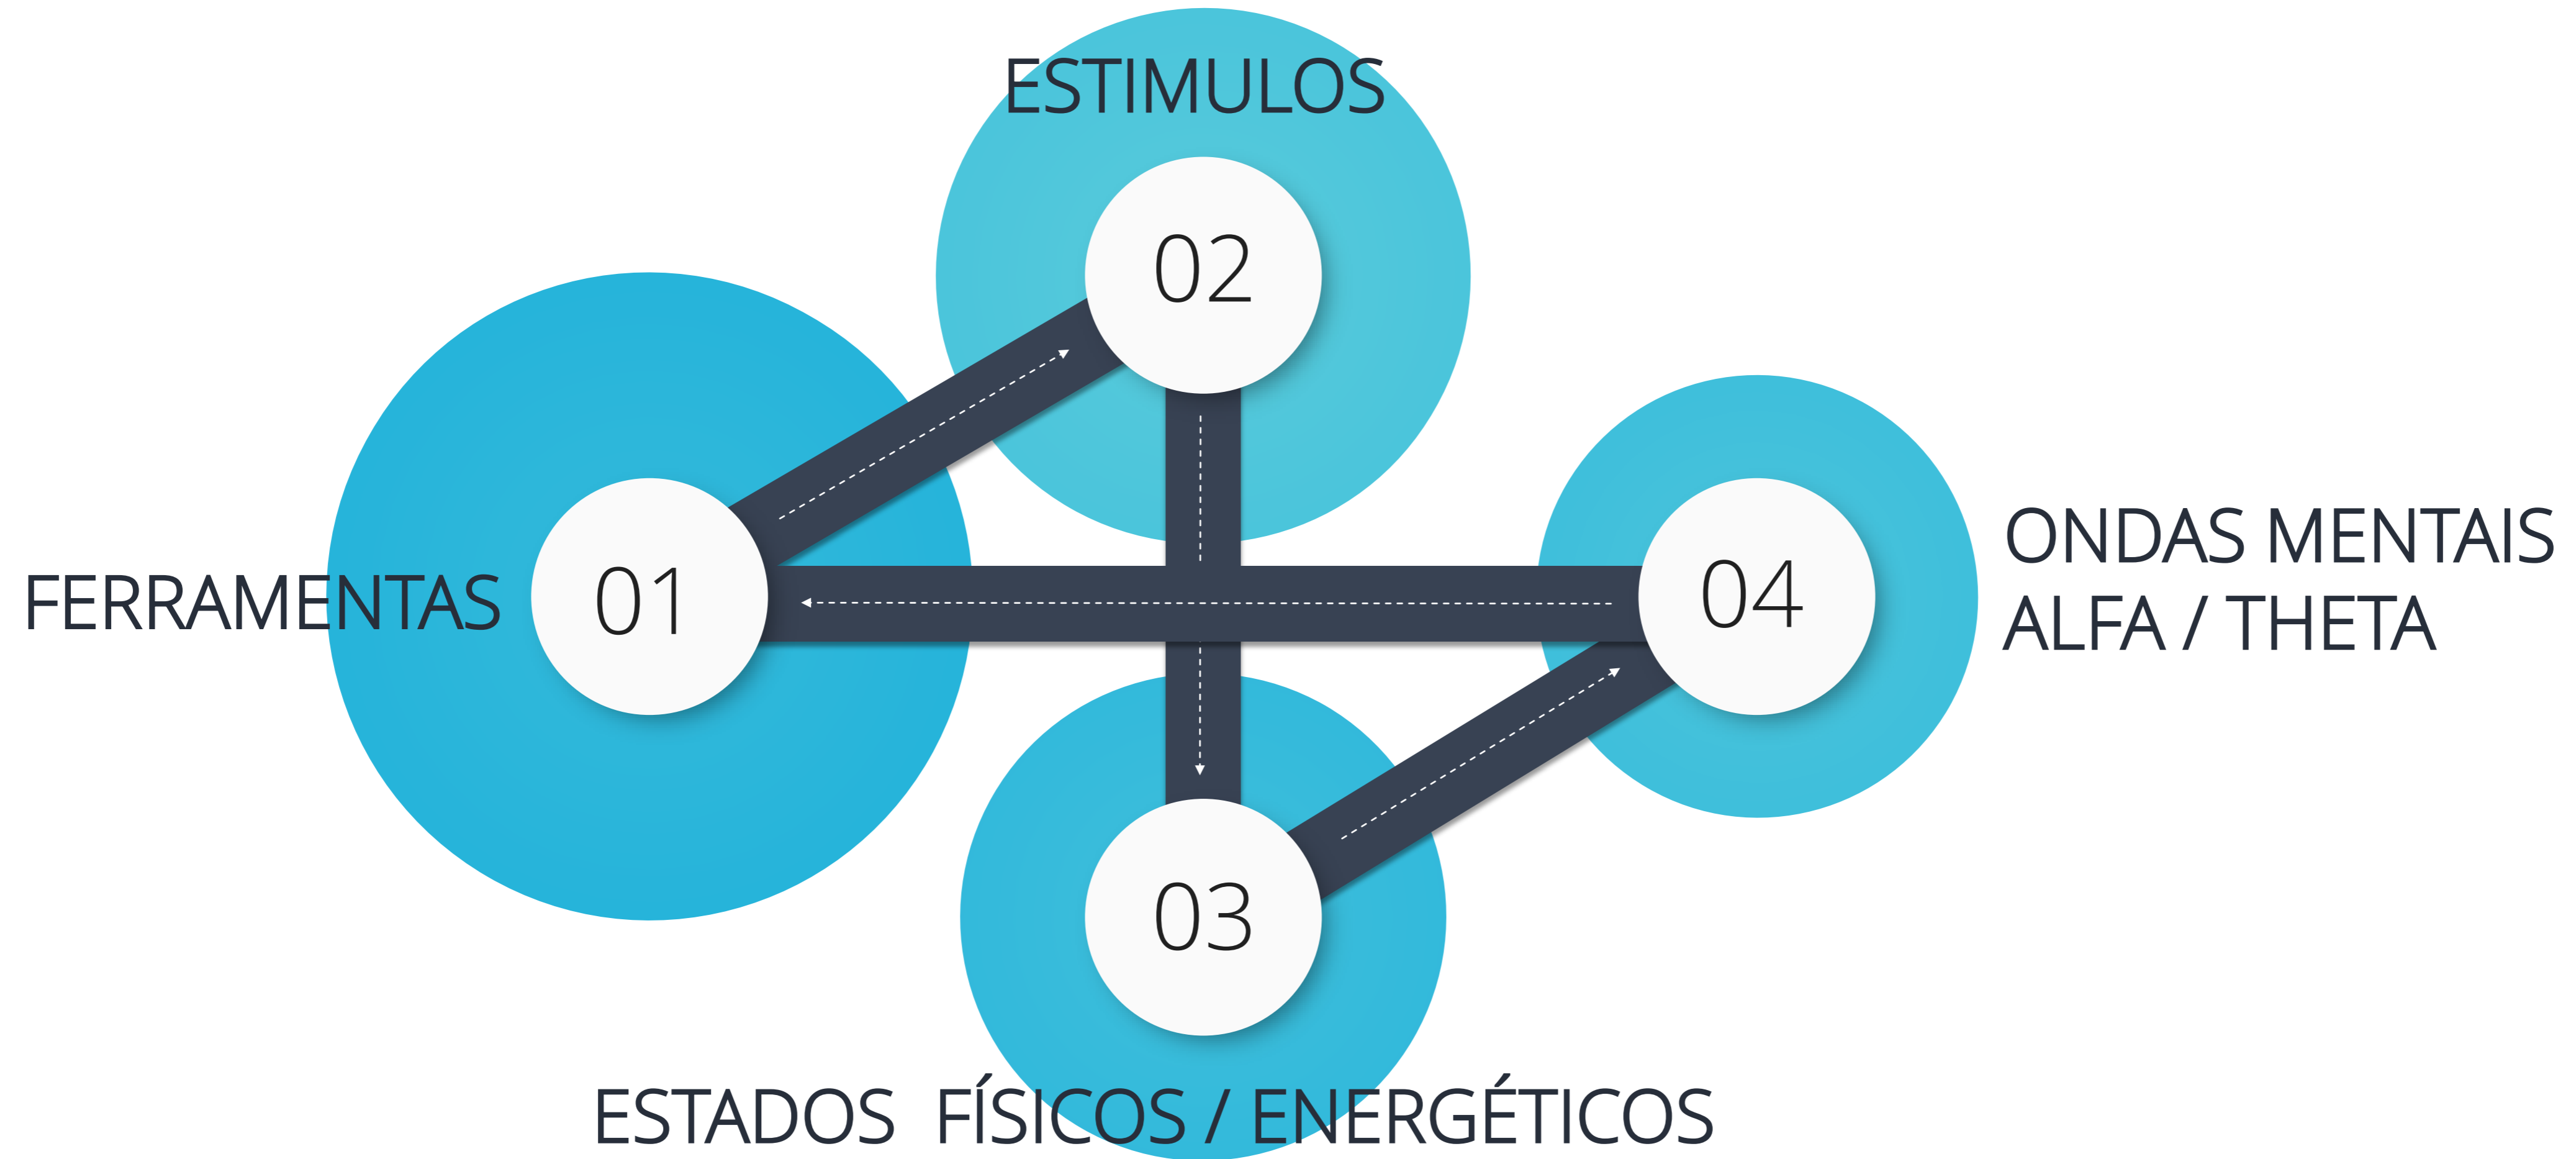 ESTIMULOS
02
FERRAMENTAS
01
04
ONDAS MENTAIS
ALFA / THETA
03
ESTADOS FÍSICOS / ENERGÉTICOS